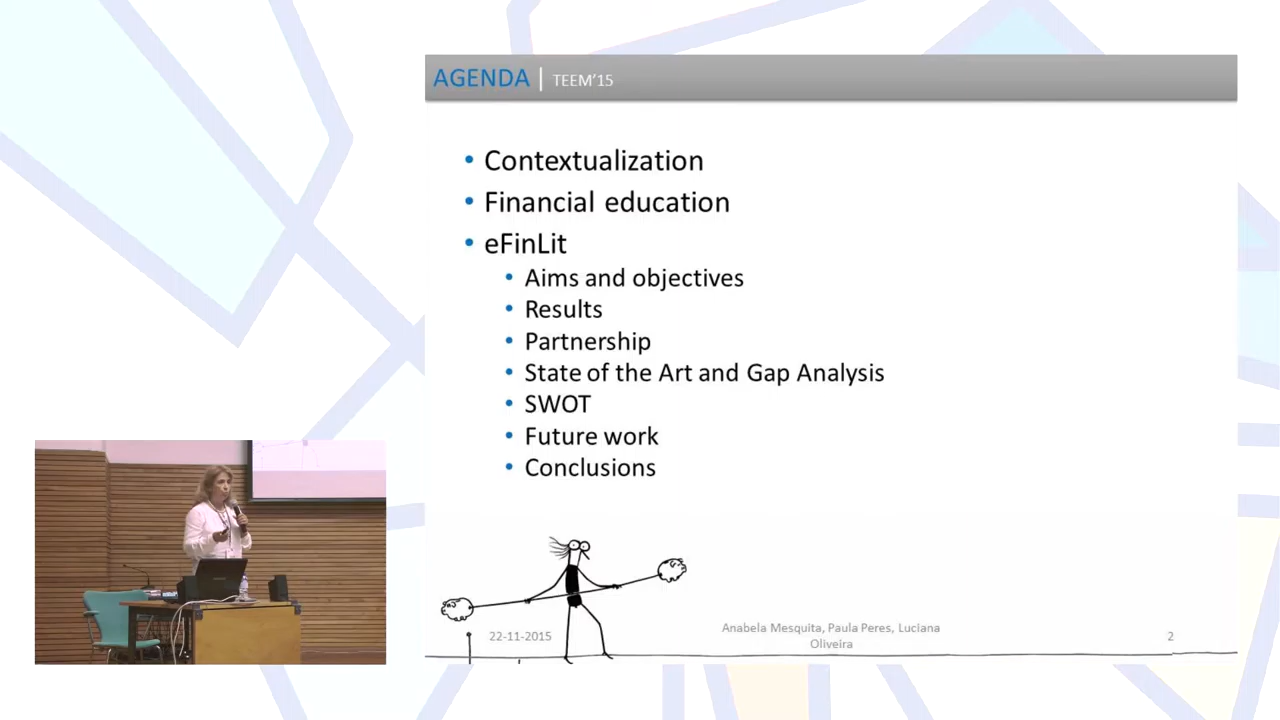 AGENDA | TEEM'15
• Contextualization
• Financial education
• eFinLit
• Aims and objectives
• Results
• Partnership
• State of the Art and Gap Analysis
• SWOT
• Future work
• Conclusions
22-11-2015
Anabela Mesquita, Paula Peres, Luciana
Oliveira
2